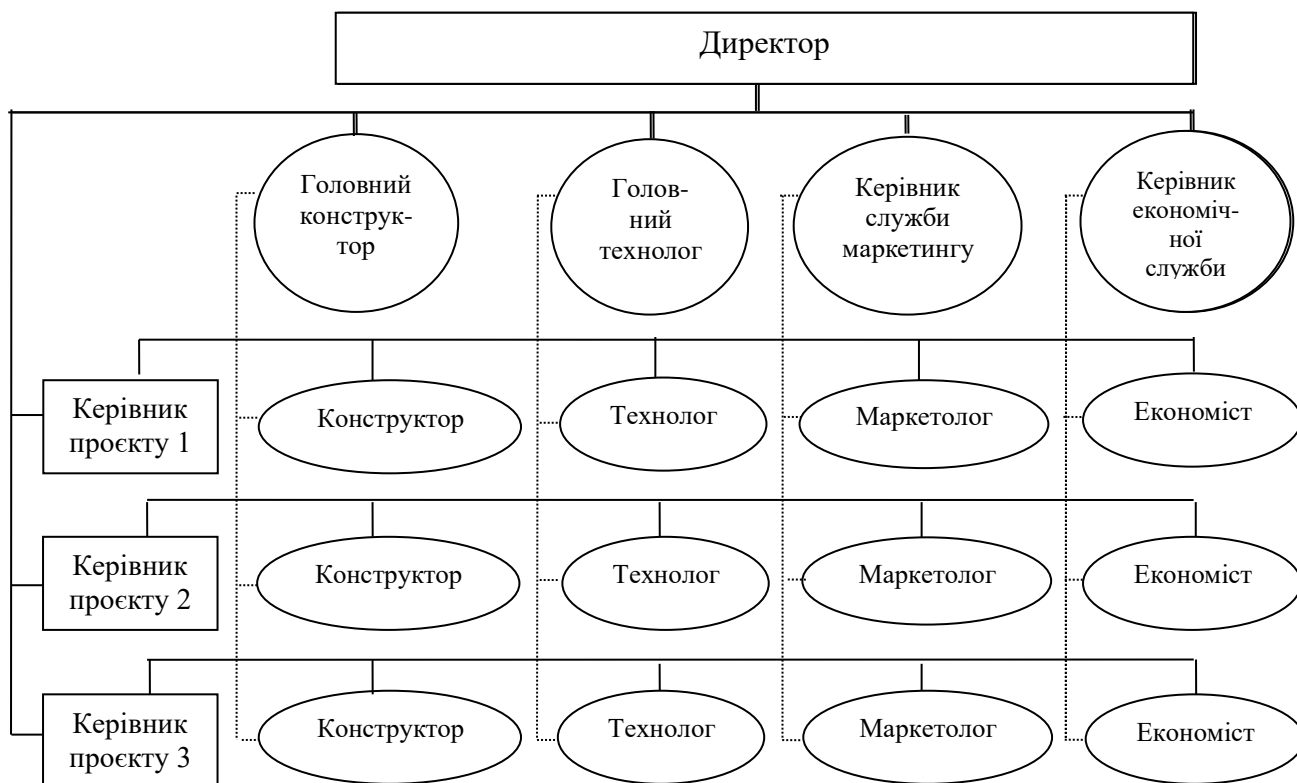 Директор
Головний
конструк-
тор
Голов-
ний
технолог
Керівник
служби
маркетингу
Керівник
економіч-
ної
служби
Керівник
проєкту 1
Конструктор
Технолог
Маркетолог
Економіст
Керівник
проєкту 2
Конструктор
Технолог
Маркетолог
Економіст
Керівник
проєкту 3
Конструктор
Технолог
Маркетолог
Економіст